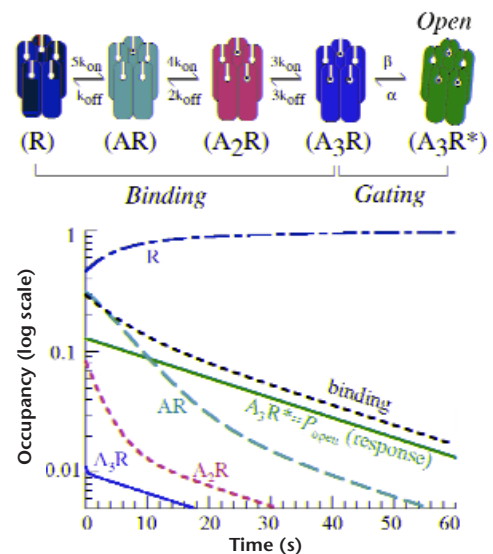 Open
5kon 4kon 3kon β
koff 2koff 3koff α
(R) (AR) (A2R) (A3R) (A3R*)
Binding Gating
Occupancy (log scale)
1
0.1
0.01
R
binding
AR
A3R*=Popen (response)
A3R
A2R
0 10 20 30 40 50 60
Time (s)